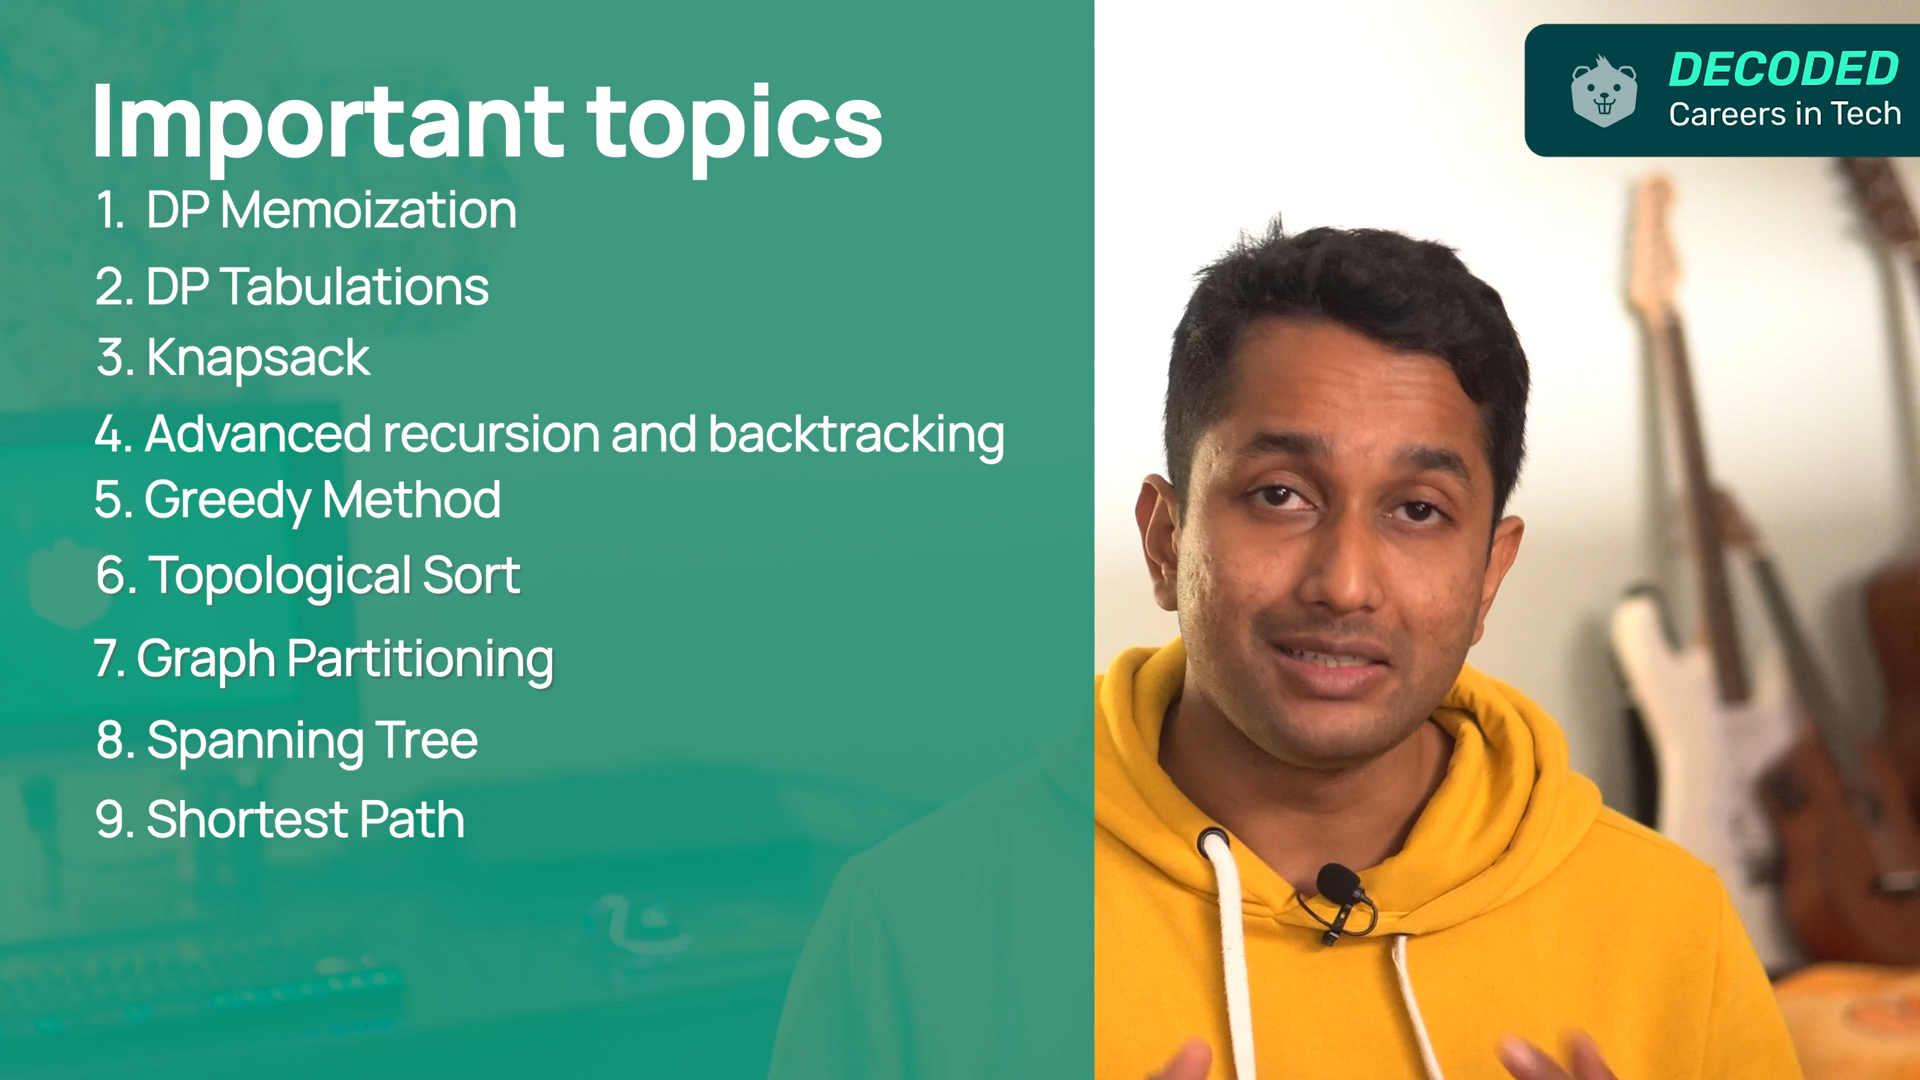 Important topics
1. DP Memoization
2. DP Tabulations
3. Knapsack
4. Advanced recursion and backtracking
5. Greedy Method
6. Topological Sort
7. Graph Partitioning
8. Spanning Tree
9. Shortest Path
DECODED
Careers in Tech